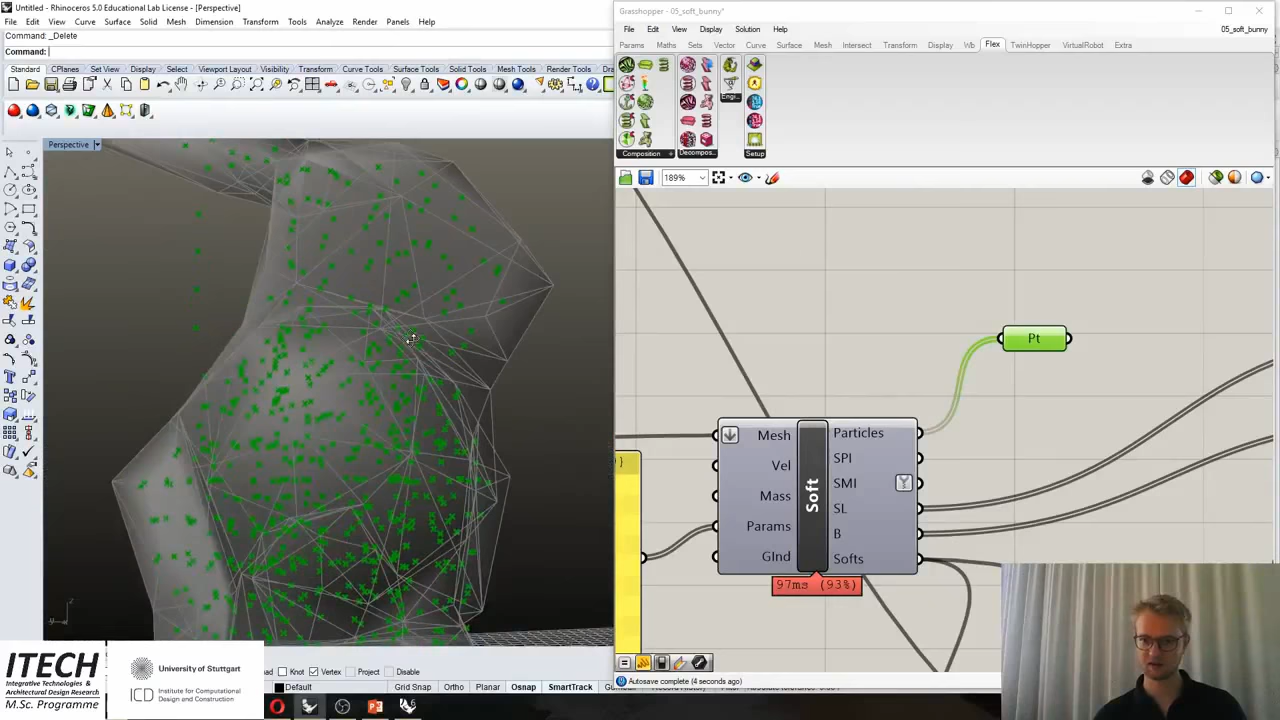 Untitled - Rhinoceros 5.0 Educational Lab License - [Perspective]
File Edit View Curve Surface Solid Mesh Dimension Transform Tools Analyze Render Panels Help
Command: _Delete
Command:
Standard CPlanes Set View Display Select Viewport Layout Visibility Transform Curve Tools Surface Tools Solid Tools Mesh Tools Render Tools
Perspective
z
Knot Vertex Project Disable
Default Grid Snap Ortho Planar Osnap SmartTrack
ITECH
Integrative Technologies &
Architectural Design Research
M.Sc. Programme
University of Stuttgart
ICD Institute for Computational
Design and Construction
Grasshopper - 05_soft_bunny*
File Edit View Display Solution Help
05_soft_bunny*
Params Maths Sets Vector Curve Surface Mesh Intersect Transform Display Wb Flex TwinHopper VirtualRobot Extra
Composition Decompos... Engi... Setup
189%
Pt
Mesh
Vel
Mass
Params
GInd
Soft
Particles
SPI
SMI
SL
B
Softs
97ms (93%)
Autosave complete (4 seconds ago)